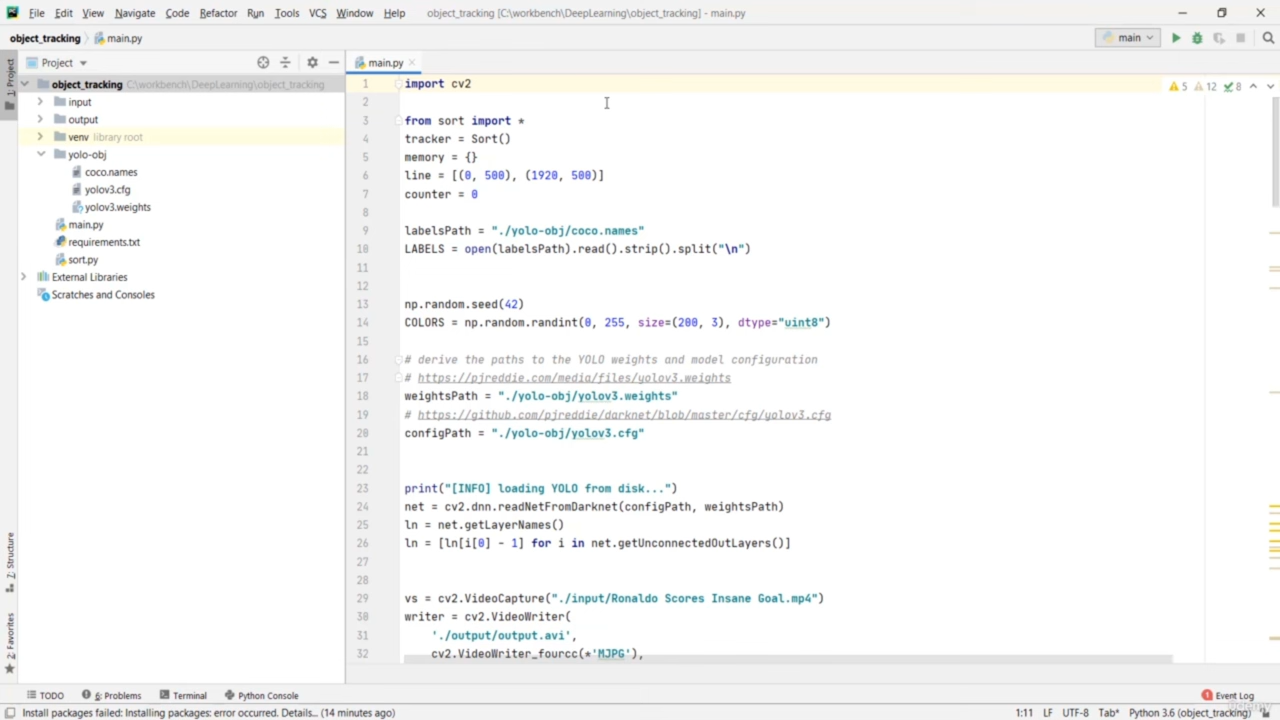 File Edit View Navigate Code Refactor Run Tools VCS Window Help object_tracking [C:\workbench\DeepLearning\object_tracking] - main.py
object_tracking main.py main
1: Project
Project
main.py
object_tracking C:\workbench\DeepLearning\object_tracking
input
output
venv library root
yolo-obj
coco.names
yolov3.cfg
yolov3.weights
main.py
requirements.txt
sort.py
External Libraries
Scratches and Consoles
5 12 8
1 import cv2
2
3 from sort import *
4 tracker = Sort()
5 memory = {}
6 line = [(0, 500), (1920, 500)]
7 counter = 0
8
9 labelsPath = "./yolo-obj/coco.names"
10 LABELS = open(labelsPath).read().strip().split("\n")
11
12
13 np.random.seed(42)
14 COLORS = np.random.randint(0, 255, size=(200, 3), dtype="uint8")
15
16 # derive the paths to the YOLO weights and model configuration
17 # https://pjreddie.com/media/files/yolov3.weights
18 weightsPath = "./yolo-obj/yolov3.weights"
19 # https://github.com/pjreddie/darknet/blob/master/cfg/yolov3.cfg
20 configPath = "./yolo-obj/yolov3.cfg"
21
22
23 print("[INFO] loading YOLO from disk...")
24 net = cv2.dnn.readNetFromDarknet(configPath, weightsPath)
25 ln = net.getLayerNames()
26 ln = [ln[i[0] - 1] for i in net.getUnconnectedOutLayers()]
27
28
29 vs = cv2.VideoCapture("./input/Ronaldo Scores Insane Goal.mp4")
30 writer = cv2.VideoWriter(
31 './output/output.avi',
32 cv2.VideoWriter_fourcc(*'MJPG'),
7: Structure
2: Favorites
TODO 6: Problems Terminal Python Console 1 Event Log
Install packages failed: Installing packages: error occurred. Details... (14 minutes ago) 1:11 LF UTF-8 Tab* Python 3.6 (object_tracking)